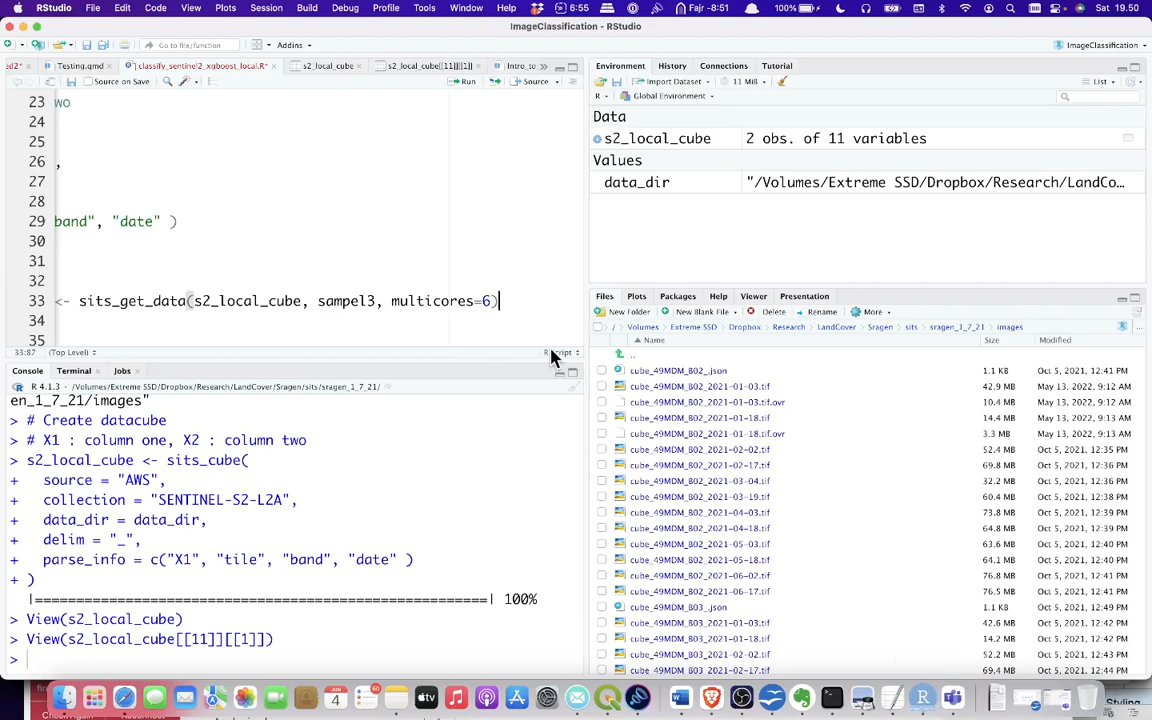 RStudio File Edit Code View Plots Session Build Debug Profile Tools Window Help 6:55 Fajr -8:51 100% Sat 19.50
ImageClassification - RStudio
Go to file/function Addins ImageClassification
ed2* Testing.qmd classify_sentinel2_xgboost_local.R* s2_local_cube s2_local_cube[[11]][[1]] Intro_to
Source on Save Run Source
23 wo
24
25
26 ,
27
28
29 band", "date" )
30
31
32
33 <- sits_get_data(s2_local_cube, sampel3, multicores=6)
34
35
33:87 (Top Level) R Script
Console Terminal Jobs
R 4.1.3 · /Volumes/Extreme SSD/Dropbox/Research/LandCover/Sragen/sits/sragen_1_7_21/
en_1_7_21/images"
> # Create datacube
> # X1 : column one, X2 : column two
> s2_local_cube <- sits_cube(
+ source = "AWS",
+ collection = "SENTINEL-S2-L2A",
+ data_dir = data_dir,
+ delim = "_",
+ parse_info = c("X1", "tile", "band", "date" )
+ )
|==================================================| 100%
> View(s2_local_cube)
> View(s2_local_cube[[11]][[1]])
>
Environment History Connections Tutorial
Import Dataset 11 MiB List
R Global Environment
Data
s2_local_cube 2 obs. of 11 variables
Values
data_dir "/Volumes/Extreme SSD/Dropbox/Research/LandCo…
Files Plots Packages Help Viewer Presentation
New Folder New Blank File Delete Rename More
/ Volumes Extreme SSD Dropbox Research LandCover Sragen sits sragen_1_7_21 images
Name Size Modified
..
cube_49MDM_B02_.json 1.1 KB Oct 5, 2021, 12:41 PM
cube_49MDM_B02_2021-01-03.tif 42.9 MB May 13, 2022, 9:12 AM
cube_49MDM_B02_2021-01-03.tif.ovr 10.4 MB May 13, 2022, 9:12 AM
cube_49MDM_B02_2021-01-18.tif 14.4 MB May 13, 2022, 9:13 AM
cube_49MDM_B02_2021-01-18.tif.ovr 3.3 MB May 13, 2022, 9:13 AM
cube_49MDM_B02_2021-02-02.tif 52.4 MB Oct 5, 2021, 12:35 PM
cube_49MDM_B02_2021-02-17.tif 69.8 MB Oct 5, 2021, 12:36 PM
cube_49MDM_B02_2021-03-04.tif 32.2 MB Oct 5, 2021, 12:36 PM
cube_49MDM_B02_2021-03-19.tif 60.4 MB Oct 5, 2021, 12:38 PM
cube_49MDM_B02_2021-04-03.tif 73.8 MB Oct 5, 2021, 12:39 PM
cube_49MDM_B02_2021-04-18.tif 64.8 MB Oct 5, 2021, 12:39 PM
cube_49MDM_B02_2021-05-03.tif 63.6 MB Oct 5, 2021, 12:40 PM
cube_49MDM_B02_2021-05-18.tif 64.1 MB Oct 5, 2021, 12:40 PM
cube_49MDM_B02_2021-06-02.tif 76.8 MB Oct 5, 2021, 12:41 PM
cube_49MDM_B02_2021-06-17.tif 76.5 MB Oct 5, 2021, 12:41 PM
cube_49MDM_B03_.json 1.1 KB Oct 5, 2021, 12:49 PM
cube_49MDM_B03_2021-01-03.tif 42.6 MB Oct 5, 2021, 12:41 PM
cube_49MDM_B03_2021-01-18.tif 14.2 MB Oct 5, 2021, 12:42 PM
cube_49MDM_B03_2021-02-02.tif 52.2 MB Oct 5, 2021, 12:43 PM
cube_49MDM_B03_2021-02-17.tif 69.4 MB Oct 5, 2021, 12:44 PM